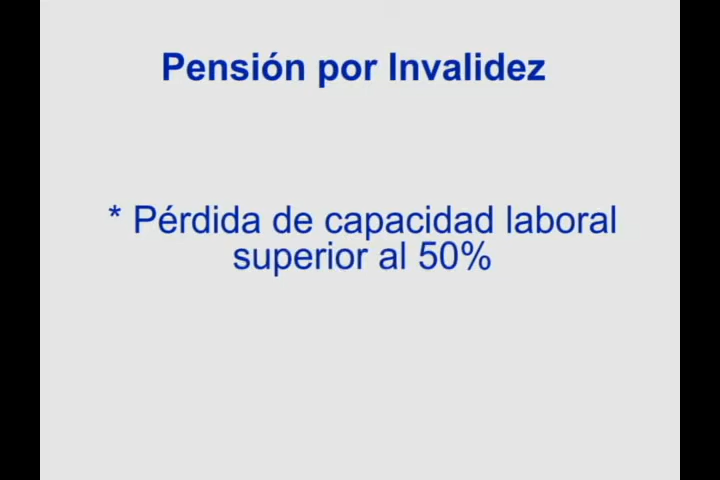 Pensión por Invalidez
* Pérdida de capacidad laboral
superior al 50%